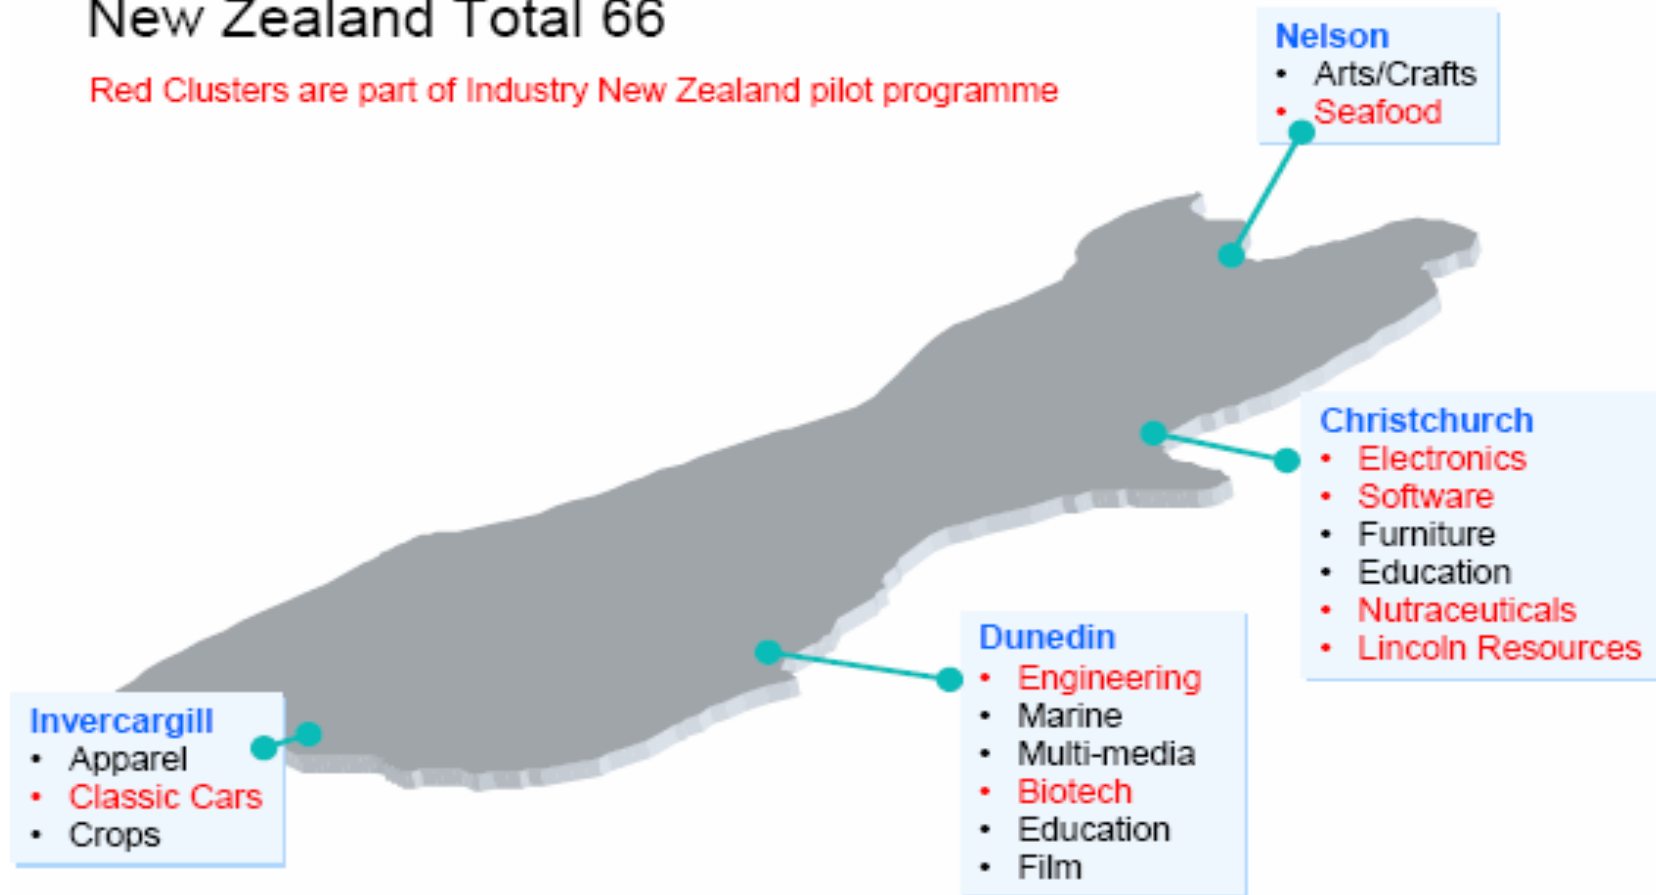 New Zealand Total 66
Red Clusters are part of Industry New Zealand pilot programme
Nelson
• Arts/Crafts
• Seafood
Christchurch
• Electronics
• Software
• Furniture
• Education
• Nutraceuticals
• Lincoln Resources
Dunedin
• Engineering
• Marine
• Multi-media
• Biotech
• Education
• Film
Invercargill
• Apparel
• Classic Cars
• Crops